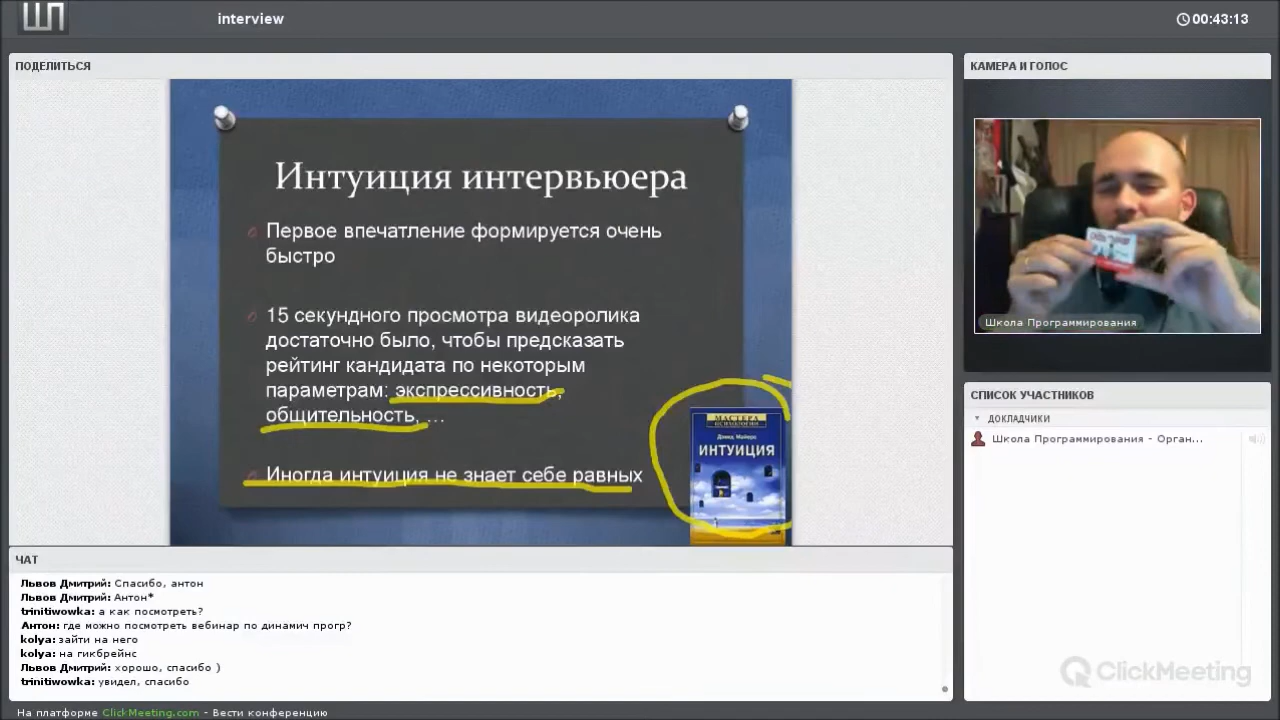 ШП
interview
00:43:13
ПОДЕЛИТЬСЯ
Интуиция интервьюера
Первое впечатление формируется очень
быстро
15 секундного просмотра видеоролика
достаточно было, чтобы предсказать
рейтинг кандидата по некоторым
параметрам: экспрессивность,
общительность, ...
Иногда интуиция не знает себе равных
МАСТЕРА
ПСИХОЛОГИИ
Дэвид Майерс
ИНТУИЦИЯ
КАМЕРА И ГОЛОС
Школа Программирования
СПИСОК УЧАСТНИКОВ
ДОКЛАДЧИКИ
Школа Программирования - Орган...
ЧАТ
Львов Дмитрий: Спасибо, антон
Львов Дмитрий: Антон*
trinitiwowka: а как посмотреть?
Антон: где можно посмотреть вебинар по динамич прогр?
kolya: зайти на него
kolya: на гикбрейнс
Львов Дмитрий: хорошо, спасибо )
trinitiwowka: увидел, спасибо
ClickMeeting
На платформе ClickMeeting.com - Вести конференцию